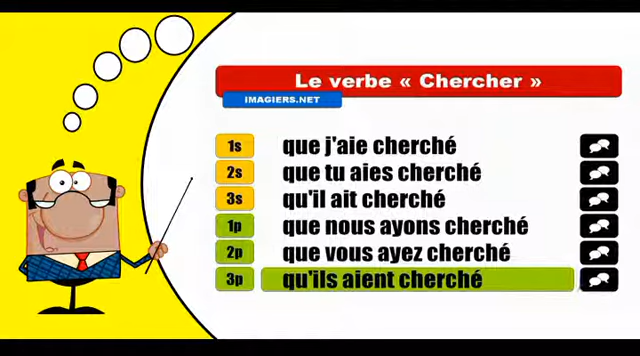 Le verbe « Chercher »
IMAGIERS.NET
1s que j'aie cherché
2s que tu aies cherché
3s qu'il ait cherché
1p que nous ayons cherché
2p que vous ayez cherché
3p qu'ils aient cherché